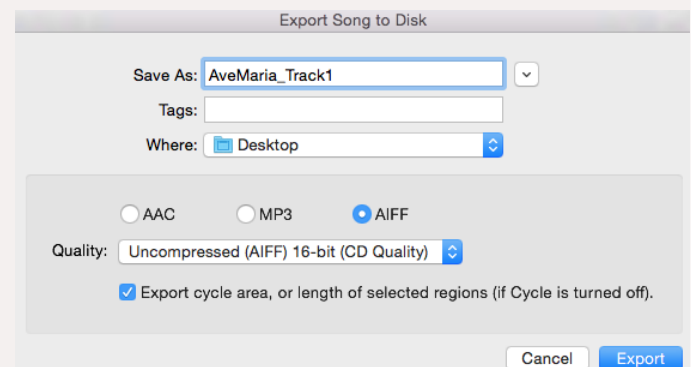 Export Song to Disk
Save As: AveMaria_Track1
Tags:
Where: Desktop
AAC MP3 AIFF
Quality: Uncompressed (AIFF) 16-bit (CD Quality)
Export cycle area, or length of selected regions (if Cycle is turned off).
Cancel Export